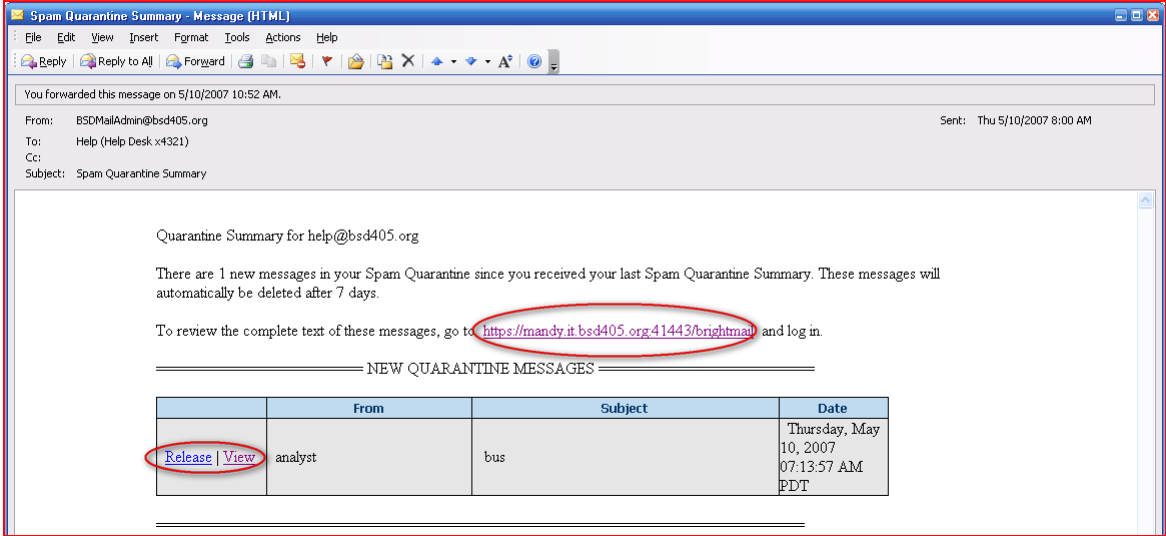 Spam Quarantine Summary - Message (HTML)
File Edit View Insert Format Tools Actions Help
Reply Reply to All Forward
You forwarded this message on 5/10/2007 10:52 AM.
From: BSDMailAdmin@bsd405.org Sent: Thu 5/10/2007 8:00 AM
To: Help (Help Desk x4321)
Cc:
Subject: Spam Quarantine Summary
Quarantine Summary for help@bsd405.org
There are 1 new messages in your Spam Quarantine since you received your last Spam Quarantine Summary. These messages will
automatically be deleted after 7 days.
To review the complete text of these messages, go to https://mandy.it.bsd405.org:41443/brightmail and log in.
NEW QUARANTINE MESSAGES
From Subject Date
Release | View analyst bus Thursday, May
10, 2007
07:13:57 AM
PDT